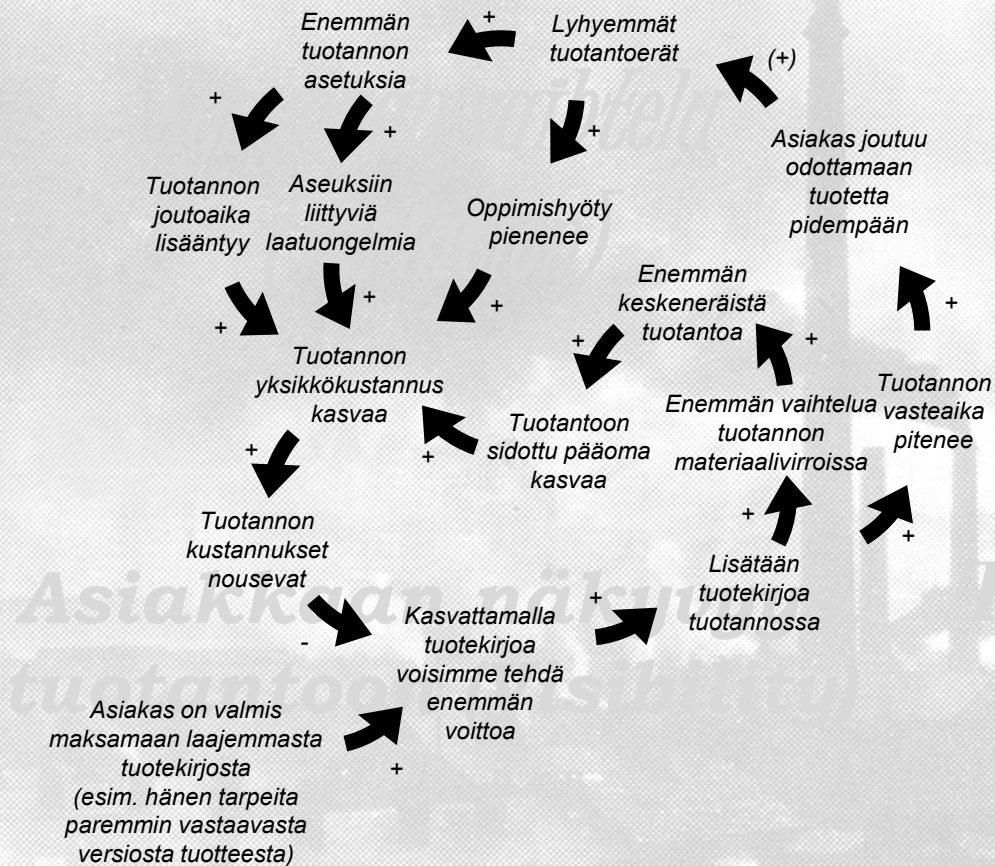 Enemmän
tuotannon
asetuksia
+
Lyhyemmät
tuotantoerät
(+)
+
+
+
Asiakas joutuu
odottamaan
tuotetta
pidempään
Tuotannon
joutoaika
lisääntyy
Aseuksiin
liittyviä
laatuongelmia
Oppimishyöty
pienenee
Enemmän
keskeneräistä
tuotantoa
+
+
+
+
+
+
Tuotannon
yksikkökustannus
kasvaa
Tuotantoon
sidottu pääoma
kasvaa
+
Enemmän vaihtelua
tuotannon
materiaalivirroissa
Tuotannon
vasteaika
pitenee
+
Tuotannon
kustannukset
nousevat
+
+
Lisätään
tuotekirjoa
tuotannossa
-
Kasvattamalla
tuotekirjoa
voisimme tehdä
enemmän
voittoa
+
Asiakas on valmis
maksamaan laajemmasta
tuotekirjosta
(esim. hänen tarpeita
paremmin vastaavasta
versiosta tuotteesta)
+
Asiakkaan näkyvyys